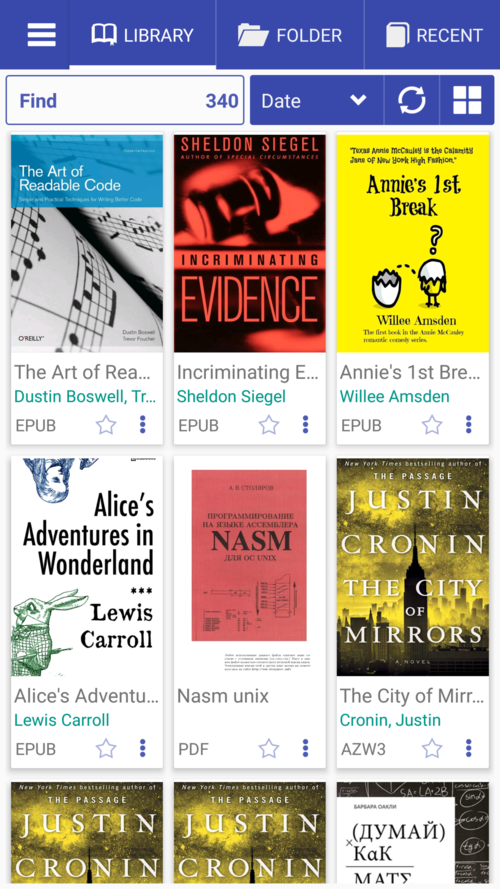 LIBRARY
FOLDER
RECENT
Find
340
Date
The Art of
Readable Code
Simple and Practical Techniques for Writing Better Code
O'REILLY
Dustin Boswell
Trevor Foucher
The Art of Rea...
Dustin Boswell, Tr...
EPUB
SHELDON SIEGEL
AUTHOR OF SPECIAL CIRCUMSTANCES
INCRIMINATING
EVIDENCE
Incriminating E...
Sheldon Siegel
EPUB
"Texas Annie McCauley is the Calamity
Jane of New York High Fashion."
Annie's 1st
Break
?
Willee Amsden
The first book in the Annie McCauley
romantic comedy series.
Annie's 1st Bre...
Willee Amsden
EPUB
Alice's
Adventures in
Wonderland
***
Lewis
Carroll
Alice's Adventu...
Lewis Carroll
EPUB
А. В. СТОЛЯРОВ
ПРОГРАММИРОВАНИЕ
НА ЯЗЫКЕ АССЕМБЛЕРА
NASM
ДЛЯ ОС UNIX
Nasm unix
PDF
New York Times bestselling author of
THE PASSAGE
JUSTIN
CRONIN
THE CITY
OF
MIRRORS
A NOVEL
The City of Mirr...
Cronin, Justin
AZW3
New York Times bestselling author of
THE PASSAGE
JUSTIN
CRONIN
New York Times bestselling author of
THE PASSAGE
JUSTIN
CRONIN
БАРБАРА ОАКЛИ
(ДУМАЙ)
КаК
МАТЕ